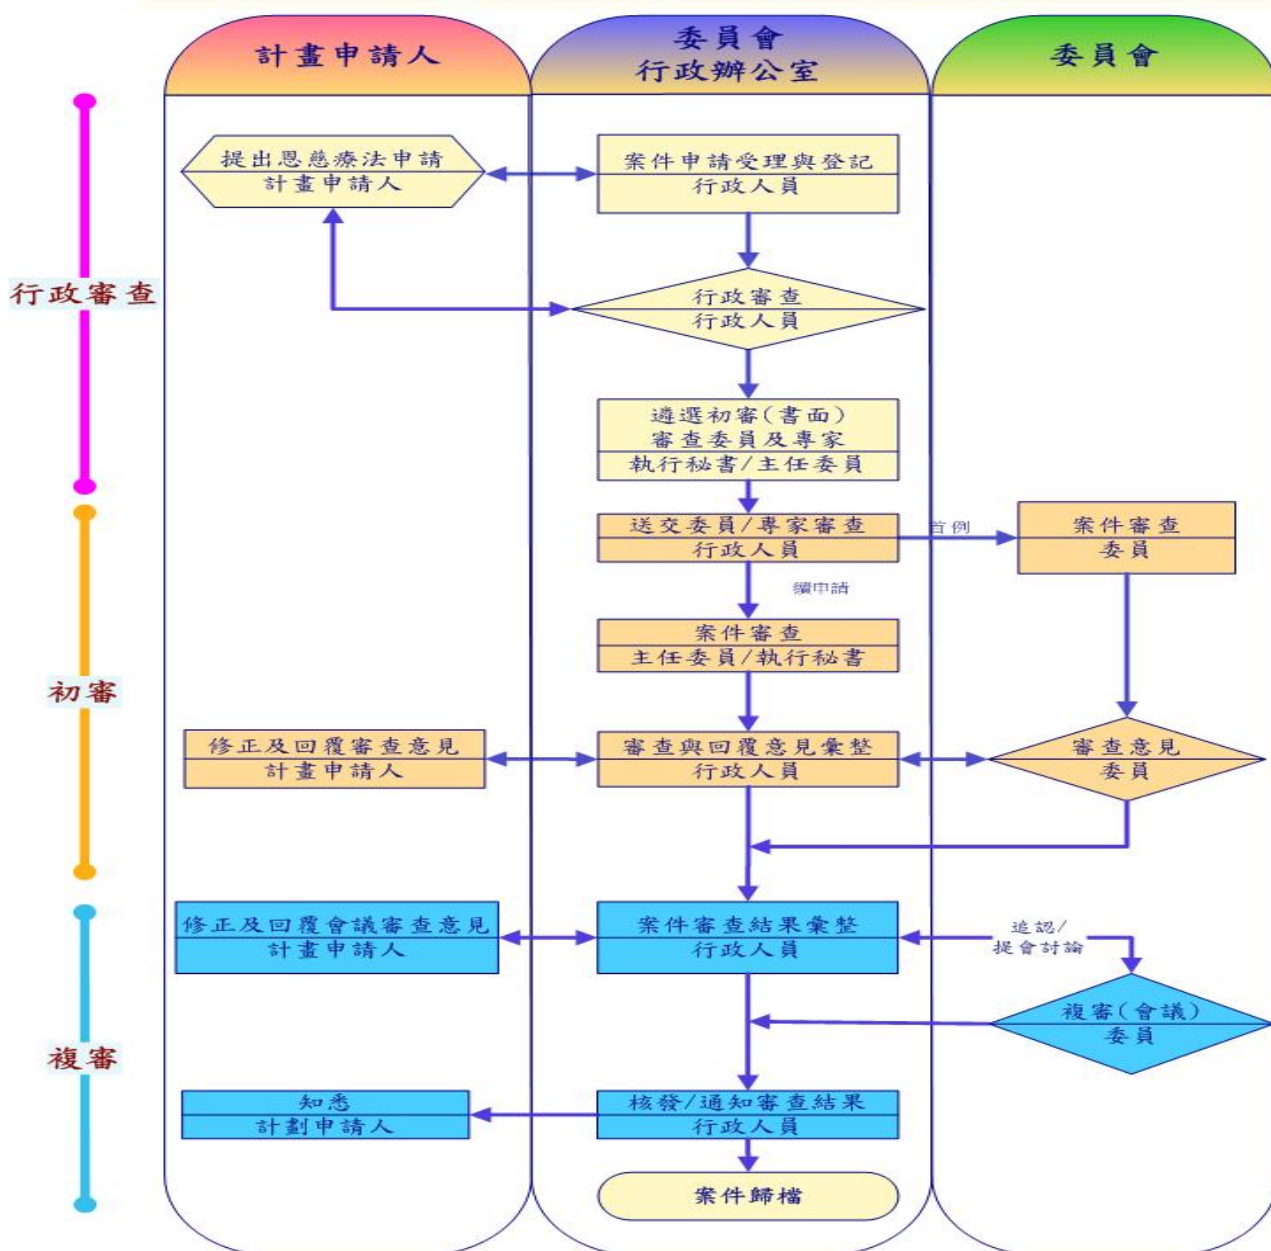 計畫申請人
委員會
行政辦公室
委員會
行政審查
提出恩慈療法申請
計畫申請人
案件申請受理與登記
行政人員
行政審查
行政人員
遴選初審(書面)
審查委員及專家
執行秘書/主任委員
初審
送交委員/專家審查
行政人員
首例
案件審查
委員
續申請
案件審查
主任委員/執行秘書
修正及回覆審查意見
計畫申請人
審查與回覆意見彙整
行政人員
審查意見
委員
複審
修正及回覆會議審查意見
計畫申請人
案件審查結果彙整
行政人員
追認/
提會討論
複審(會議)
委員
知悉
計劃申請人
核發/通知審查結果
行政人員
案件歸檔